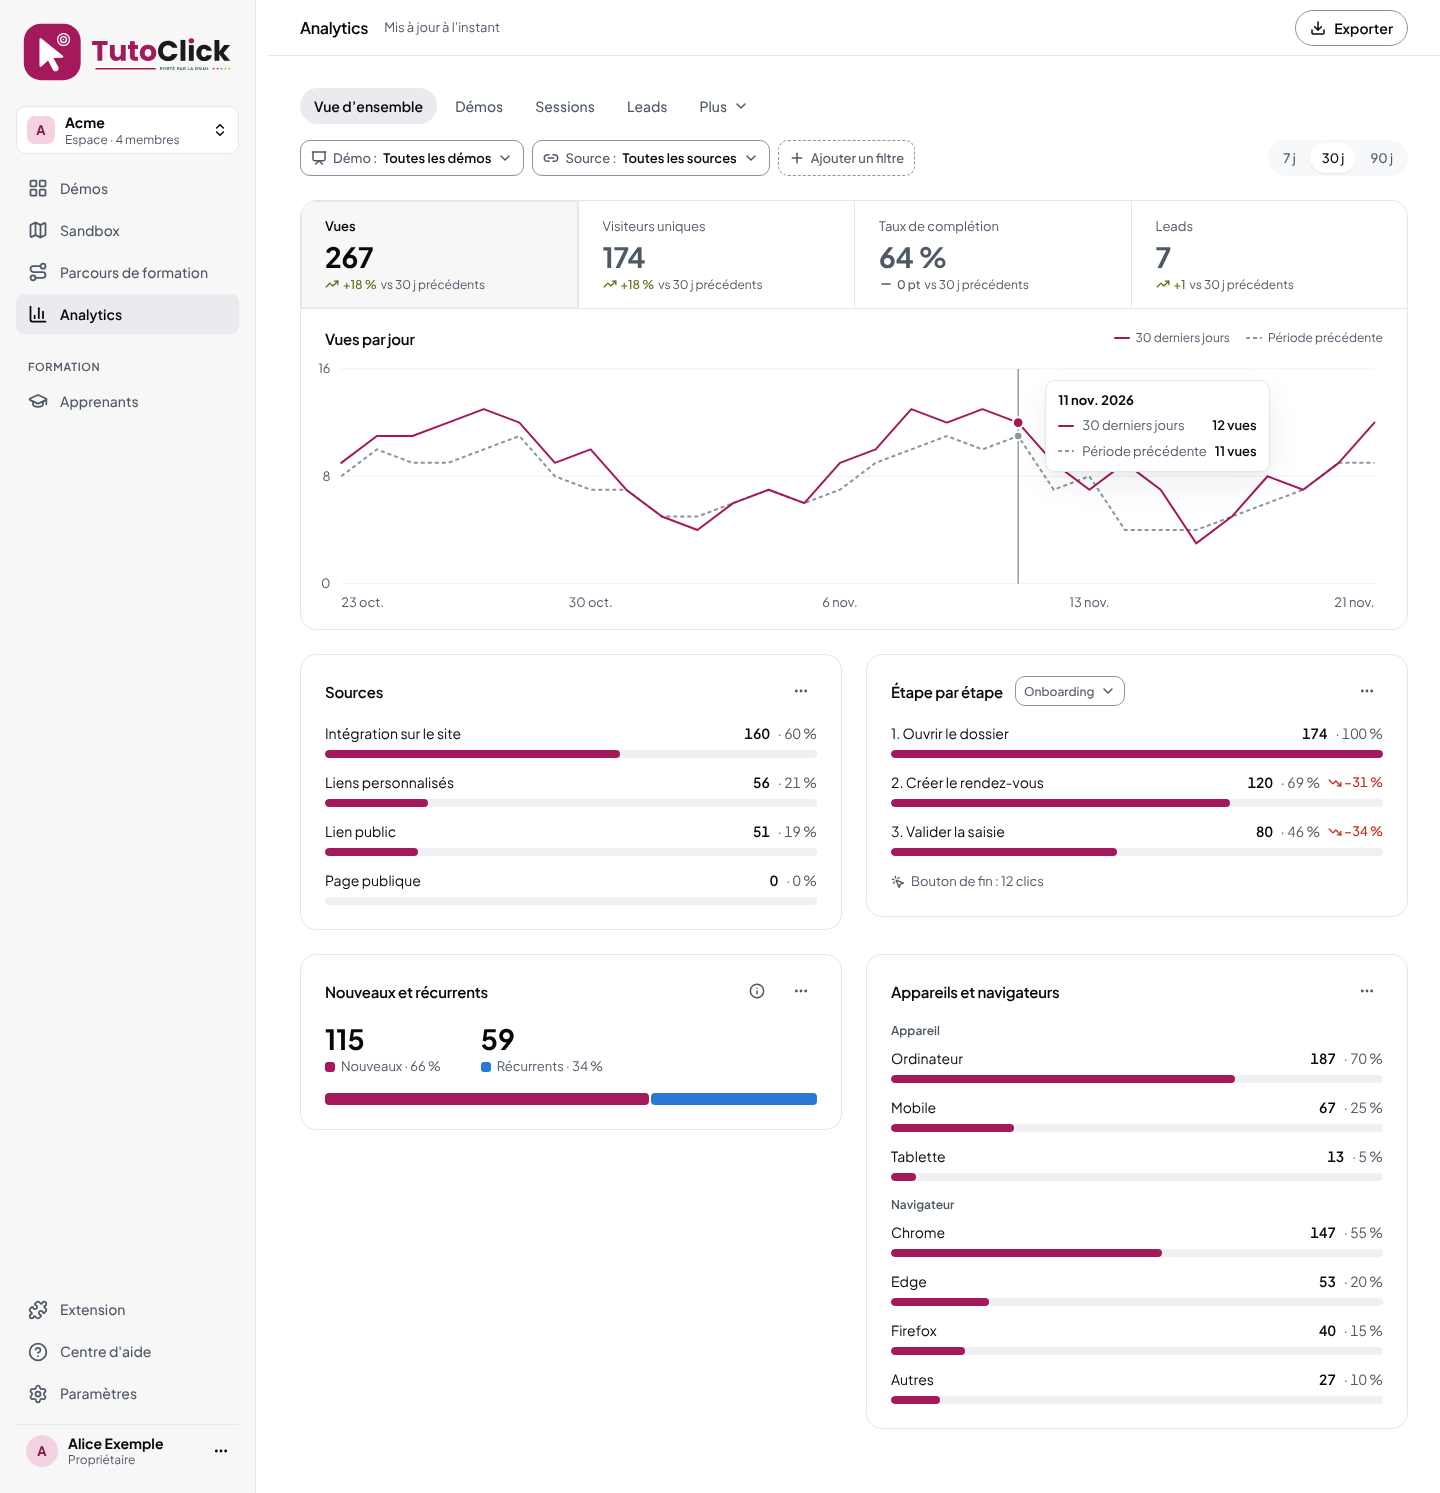 TutoClick
PORTÉ PAR LA DSIML
A
Acme
Espace · 4 membres
Démos
Sandbox
Parcours de formation
Analytics
FORMATION
Apprenants
Extension
Centre d'aide
Paramètres
A
Alice Exemple
Propriétaire
Analytics
Mis à jour à l'instant
Exporter
Vue d'ensemble
Démos
Sessions
Leads
Plus
Démo : Toutes les démos
Source : Toutes les sources
Ajouter un filtre
7 j
30 j
90 j
Vues
267
+18 % vs 30 j précédents
Visiteurs uniques
174
+18 % vs 30 j précédents
Taux de complétion
64 %
0 pt vs 30 j précédents
Leads
7
+1 vs 30 j précédents
Vues par jour
30 derniers jours
Période précédente
16
8
0
23 oct.
30 oct.
6 nov.
13 nov.
21 nov.
11 nov. 2026
30 derniers jours 12 vues
Période précédente 11 vues
Sources
Intégration sur le site 160 · 60 %
Liens personnalisés 56 · 21 %
Lien public 51 · 19 %
Page publique 0 · 0 %
Étape par étape
Onboarding
1. Ouvrir le dossier 174 · 100 %
2. Créer le rendez-vous 120 · 69 % −31 %
3. Valider la saisie 80 · 46 % −34 %
Bouton de fin : 12 clics
Nouveaux et récurrents
115
Nouveaux · 66 %
59
Récurrents · 34 %
Appareils et navigateurs
Appareil
Ordinateur 187 · 70 %
Mobile 67 · 25 %
Tablette 13 · 5 %
Navigateur
Chrome 147 · 55 %
Edge 53 · 20 %
Firefox 40 · 15 %
Autres 27 · 10 %